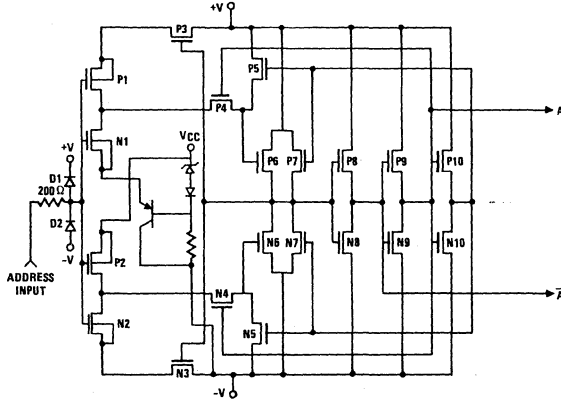 +V
P3
P5
P1
P4
N1
VCC
+V
P6
P7
P8
P9
P10
A
D1
200Ω
D2
-V
P2
N4
N6
N7
N8
N9
N10
ADDRESS
INPUT
A̅
N2
N5
N3
-V